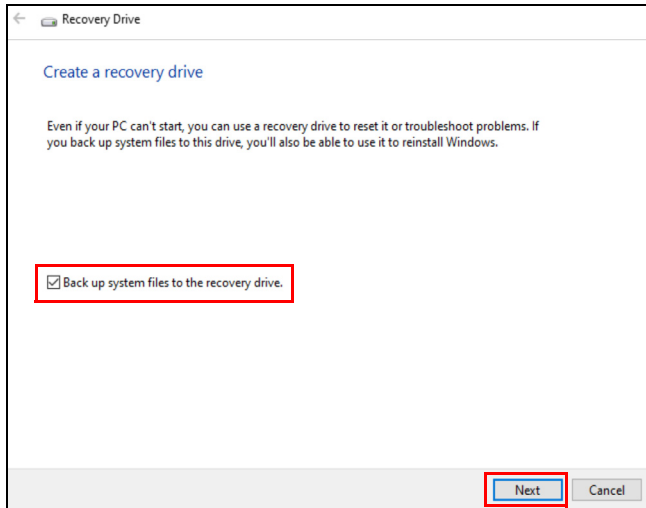 Recovery Drive
Create a recovery drive
Even if your PC can't start, you can use a recovery drive to reset it or troubleshoot problems. If
you back up system files to this drive, you'll also be able to use it to reinstall Windows.
Back up system files to the recovery drive.
Next
Cancel